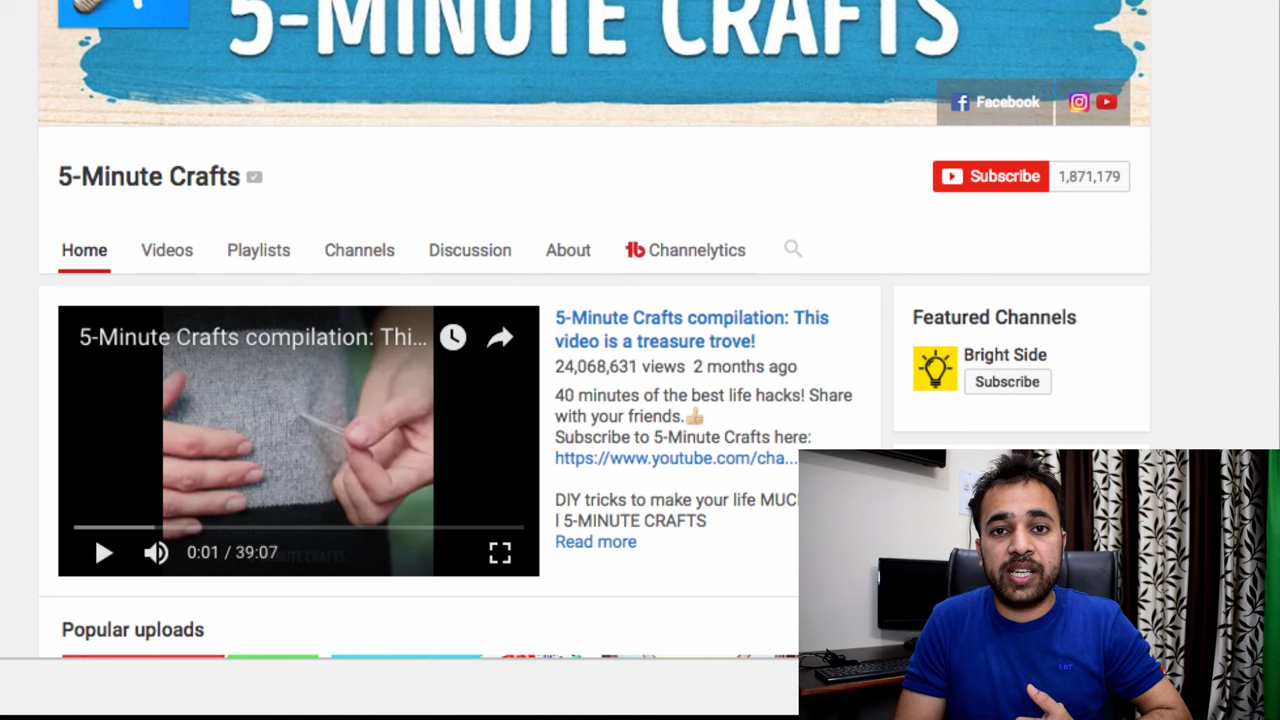 5-MINUTE CRAFTS
Facebook
5-Minute Crafts
Subscribe 1,871,179
Home Videos Playlists Channels Discussion About Channelytics
5-Minute Crafts compilation: Thi...
0:01 / 39:07
5-Minute Crafts compilation: This
video is a treasure trove!
24,068,631 views 2 months ago
40 minutes of the best life hacks! Share
with your friends.👍🏼
Subscribe to 5-Minute Crafts here:
https://www.youtube.com/cha...
DIY tricks to make your life MUC
l 5-MINUTE CRAFTS
Read more
Featured Channels
Bright Side
Subscribe
Popular uploads